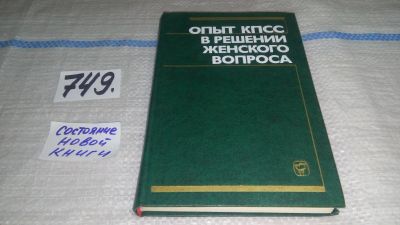 ОПЫТ КПСС
В РЕШЕНИИ
ЖЕНСКОГО
ВОПРОСА
749.
СОСТОЯНИЕ
НОВОЙ
КНИГИ